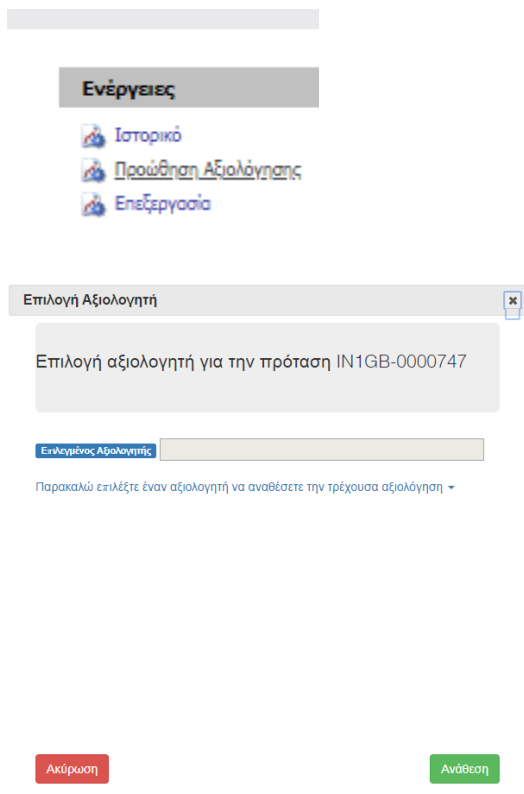 Ενέργειες
Ιστορικό
Προώθηση Αξιολόγησης
Επεξεργασία
Επιλογή Αξιολογητή
Επιλογή αξιολογητή για την πρόταση IN1GB-0000747
Επιλεγμένος Αξιολογητής
Παρακαλώ επιλέξτε έναν αξιολογητή να αναθέσετε την τρέχουσα αξιολόγηση
Ακύρωση
Ανάθεση